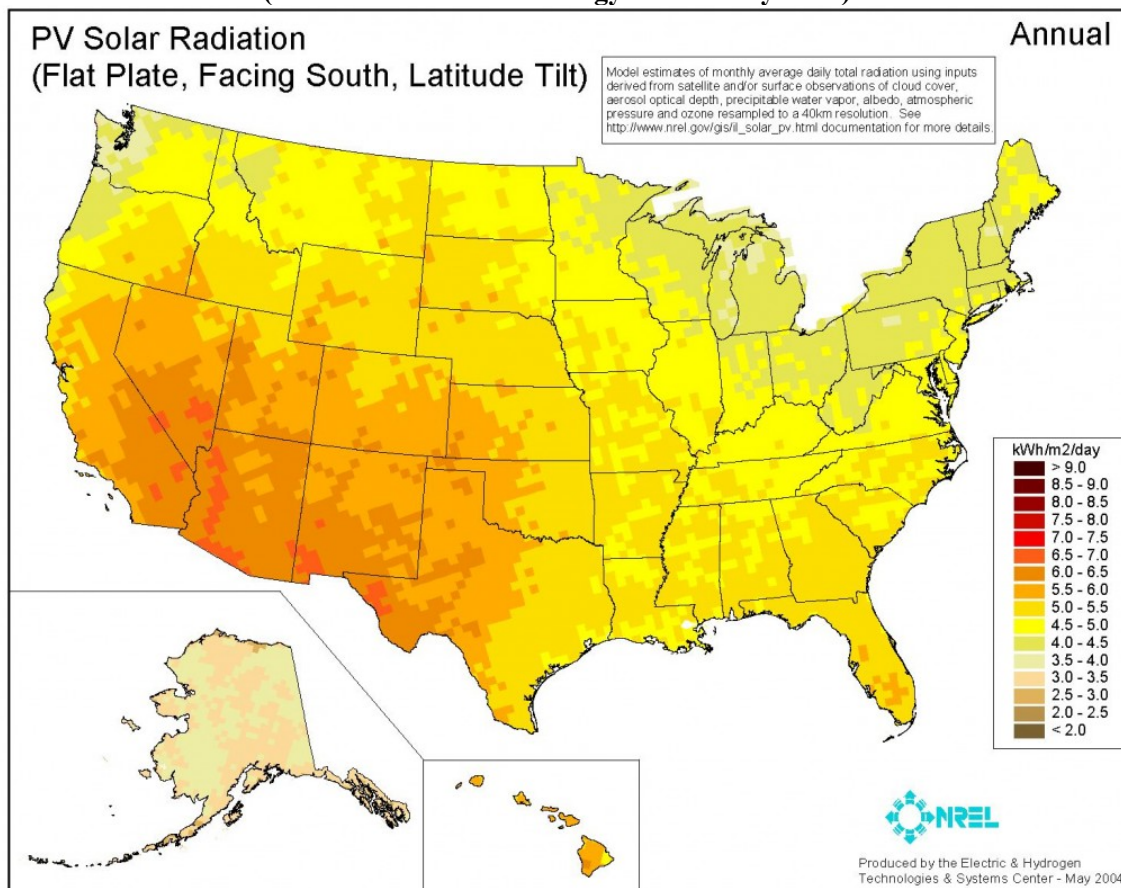 PV Solar Radiation
(Flat Plate, Facing South, Latitude Tilt)
Annual
Model estimates of monthly average daily total radiation using inputs
derived from satellite and/or surface observations of cloud cover,
aerosol optical depth, precipitable water vapor, albedo, atmospheric
pressure and ozone resampled to a 40km resolution. See
http://www.nrel.gov/gis/il_solar_pv.html documentation for more details.
kWh/m2/day
> 9.0
8.5 - 9.0
8.0 - 8.5
7.5 - 8.0
7.0 - 7.5
6.5 - 7.0
6.0 - 6.5
5.5 - 6.0
5.0 - 5.5
4.5 - 5.0
4.0 - 4.5
3.5 - 4.0
3.0 - 3.5
2.5 - 3.0
2.0 - 2.5
< 2.0
NREL
Produced by the Electric & Hydrogen
Technologies & Systems Center - May 2004